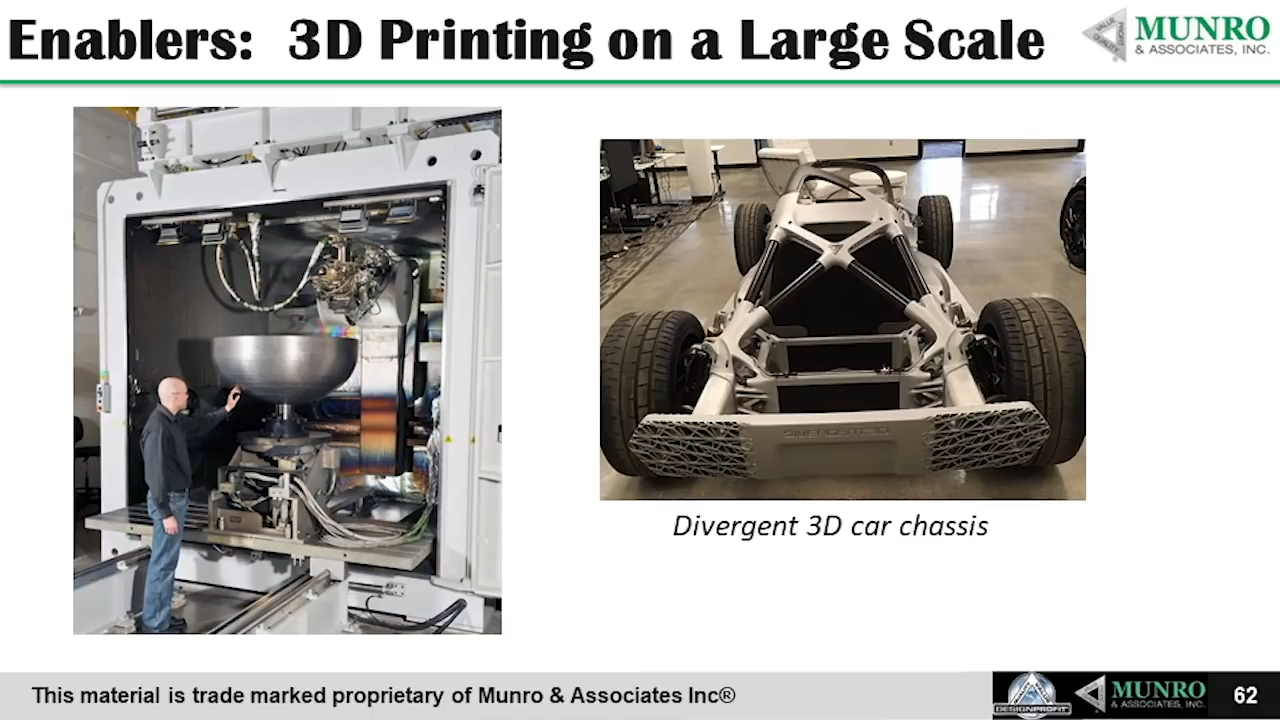 Enablers: 3D Printing on a Large Scale
MUNRO
& ASSOCIATES, INC.
Divergent 3D car chassis
This material is trade marked proprietary of Munro & Associates Inc®
DESIGNPROFIT
MUNRO
& ASSOCIATES, INC.
62